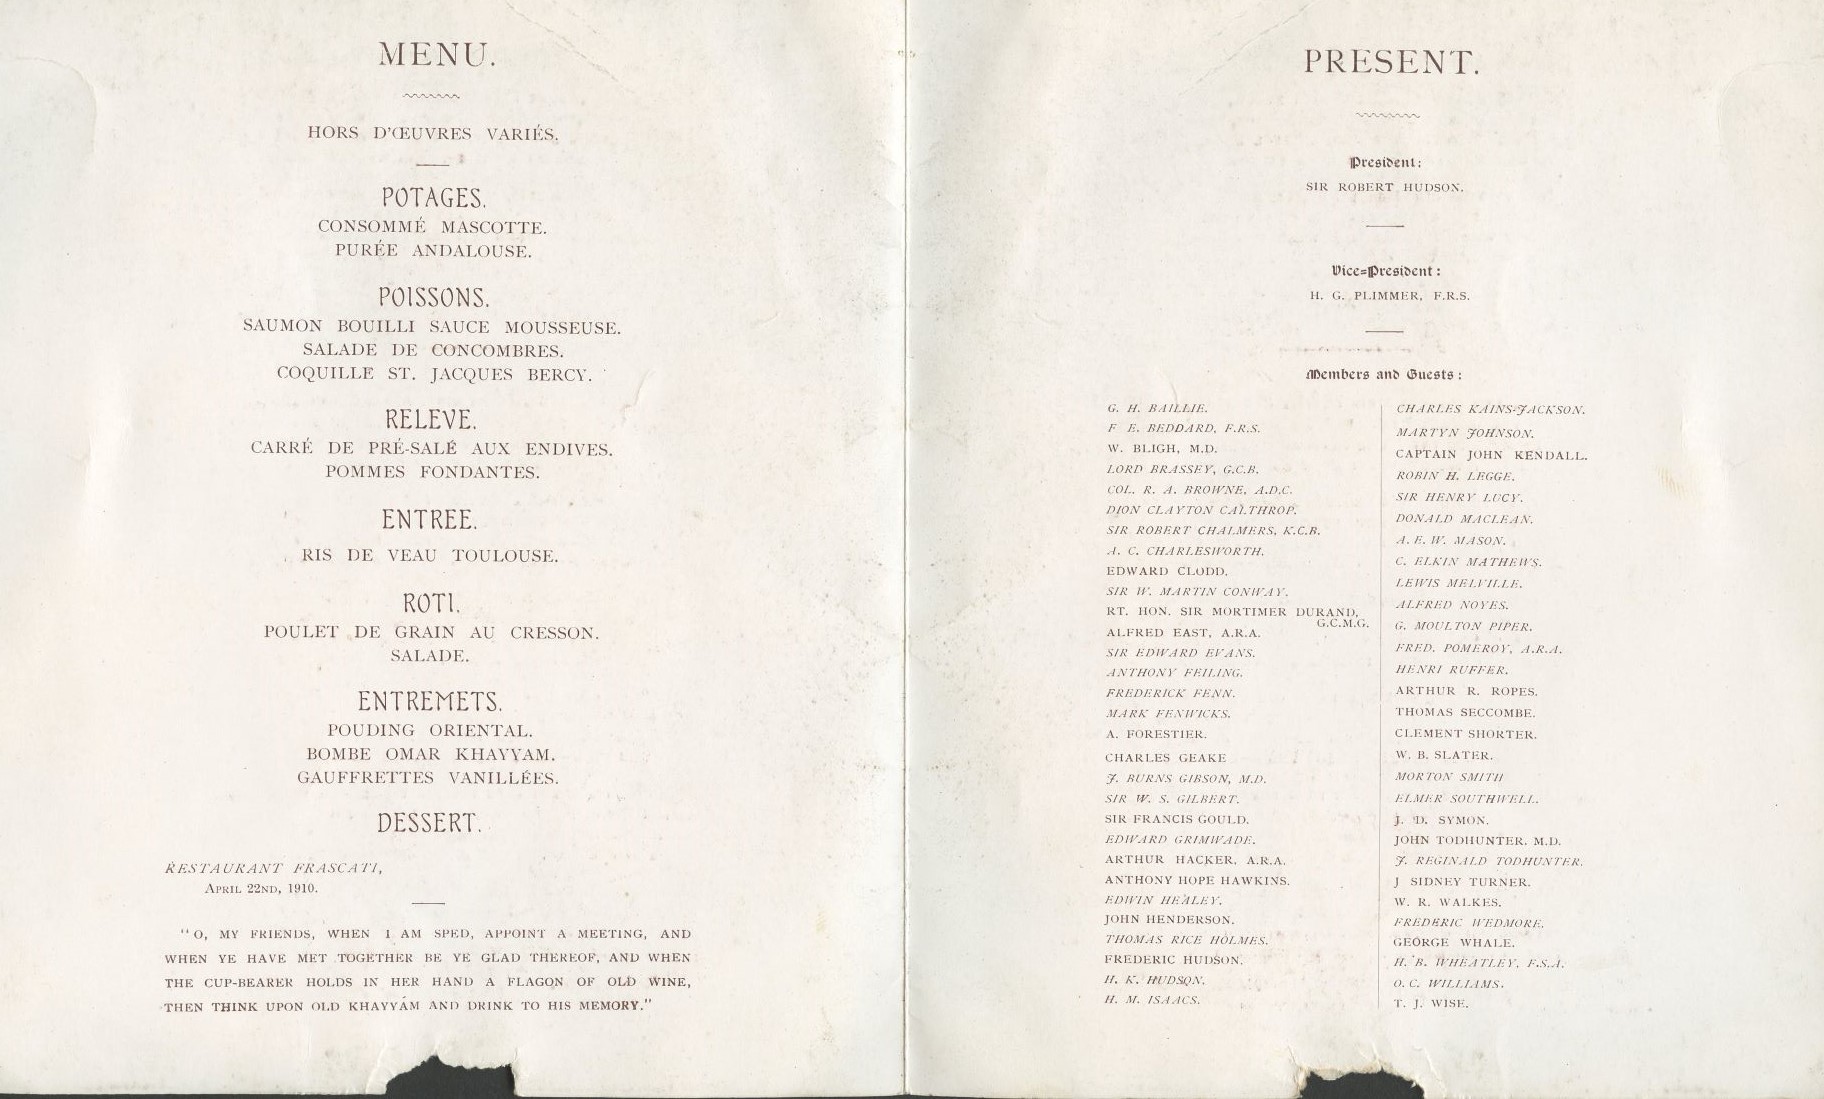 MENU.
HORS D'ŒUVRES VARIÉS.
POTAGES.
CONSOMMÉ MASCOTTE.
PURÉE ANDALOUSE.
POISSONS.
SAUMON BOUILLI SAUCE MOUSSEUSE.
SALADE DE CONCOMBRES.
COQUILLE ST. JACQUES BERCY.
RELEVE.
CARRÉ DE PRÉ-SALÉ AUX ENDIVES.
POMMES FONDANTES.
ENTREE.
RIS DE VEAU TOULOUSE.
ROTI.
POULET DE GRAIN AU CRESSON.
SALADE.
ENTREMETS.
POUDING ORIENTAL.
BOMBE OMAR KHAYYAM.
GAUFFRETTES VANILLÉES.
DESSERT.
RESTAURANT FRASCATI,
APRIL 22ND, 1910.
"O, MY FRIENDS, WHEN I AM SPED, APPOINT A MEETING, AND
WHEN YE HAVE MET TOGETHER BE YE GLAD THEREOF, AND WHEN
THE CUP-BEARER HOLDS IN HER HAND A FLAGON OF OLD WINE,
THEN THINK UPON OLD KHAYYÁM AND DRINK TO HIS MEMORY."
PRESENT.
President:
SIR ROBERT HUDSON.
Vice=President:
H. G. PLIMMER, F.R.S.
Members and Guests:
G. H. BAILLIE.
F E. BEDDARD, F.R.S.
W. BLIGH, M.D.
LORD BRASSEY, G.C.B.
COL. R. A. BROWNE, A.D.C.
DION CLAYTON CALTHROP.
SIR ROBERT CHALMERS, K.C.B.
A. C. CHARLESWORTH.
EDWARD CLODD.
SIR W. MARTIN CONWAY.
RT. HON. SIR MORTIMER DURAND,
G.C.M.G.
ALFRED EAST, A.R.A.
SIR EDWARD EVANS.
ANTHONY FEILING.
FREDERICK FENN.
MARK FENWICKS.
A. FORESTIER.
CHARLES GEAKE
J. BURNS GIBSON, M.D.
SIR W. S. GILBERT.
SIR FRANCIS GOULD.
EDWARD GRIMWADE.
ARTHUR HACKER, A.R.A.
ANTHONY HOPE HAWKINS.
EDWIN HEALEY.
JOHN HENDERSON.
THOMAS RICE HOLMES.
FREDERIC HUDSON.
H. K. HUDSON.
H. M. ISAACS.
CHARLES KAINS-JACKSON.
MARTYN JOHNSON.
CAPTAIN JOHN KENDALL.
ROBIN H. LEGGE.
SIR HENRY LUCY.
DONALD MACLEAN.
A. E. W. MASON.
C. ELKIN MATHEWS.
LEWIS MELVILLE.
ALFRED NOYES.
G. MOULTON PIPER.
FRED. POMEROY, A.R.A.
HENRI RUFFER.
ARTHUR R. ROPES.
THOMAS SECCOMBE.
CLEMENT SHORTER.
W. B. SLATER.
MORTON SMITH
ELMER SOUTHWELL.
J. D. SYMON.
JOHN TODHUNTER, M.D.
J. REGINALD TODHUNTER.
J SIDNEY TURNER.
W. R. WALKES.
FREDERIC WEDMORE.
GEORGE WHALE.
H. B. WHEATLEY, F.S.A.
O. C. WILLIAMS.
T. J. WISE.